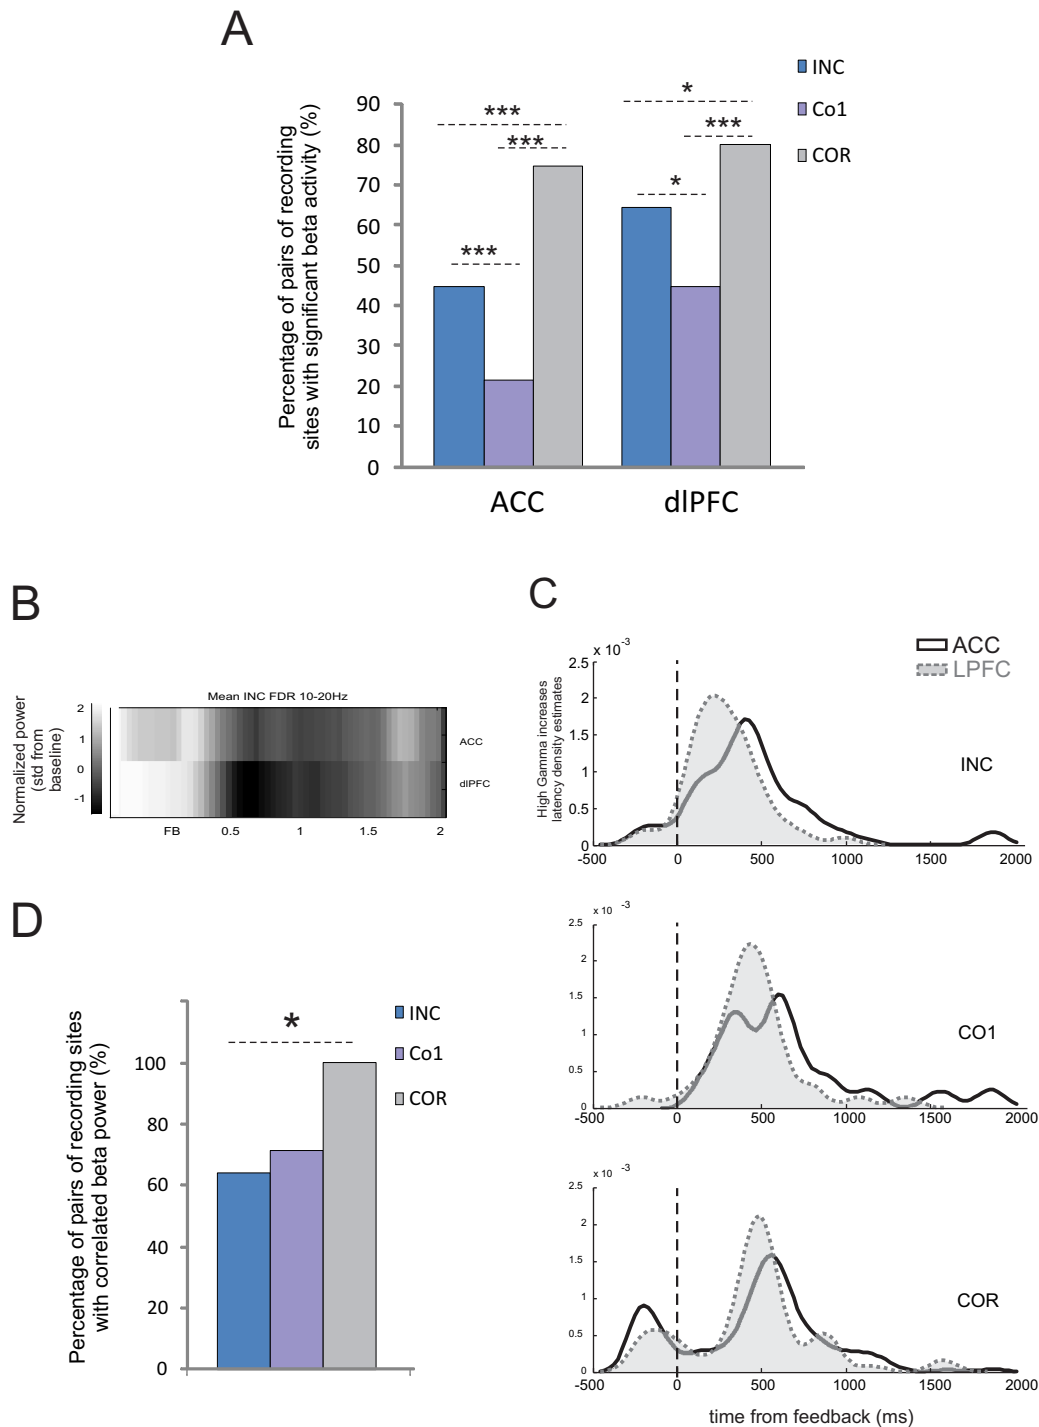 A
INC
Co1
COR
Percentage of pairs of recording
sites with significant beta activity (%)
90
80
70
60
50
40
30
20
10
0
***
***
***
*
***
*
ACC
dlPFC
B
Mean INC FDR 10-20Hz
Normalized power
(std from
baseline)
2
1
0
-1
ACC
dlPFC
FB
0.5
1
1.5
2
C
ACC
LPFC
x 10 -3
High Gamma increases
latency density estimates
2.5
2
1.5
1
0.5
0
INC
-500
0
500
1000
1500
2000
x 10 -3
2.5
2
1.5
1
0.5
0
CO1
-500
0
500
1000
1500
2000
x 10 -3
2.5
2
1.5
1
0.5
0
COR
-500
0
500
1000
1500
2000
time from feedback (ms)
D
INC
Co1
COR
*
Percentage of pairs of recording sites
with correlated beta power (%)
100
80
60
40
20
0